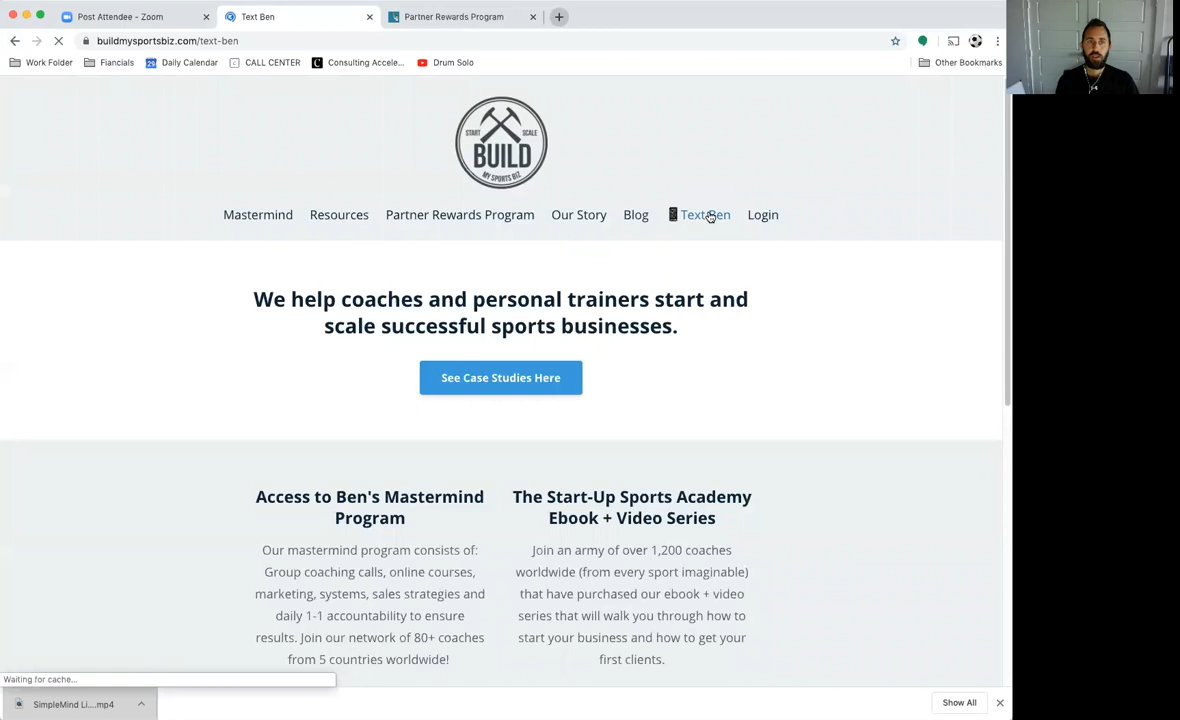 Post Attendee - Zoom
Text Ben
Partner Rewards Program
buildmysportsbiz.com/text-ben
Work Folder
Fiancials
Daily Calendar
CALL CENTER
Consulting Accele...
Drum Solo
Other Bookmarks
START
SCALE
BUILD
MY SPORTS BIZ
Mastermind
Resources
Partner Rewards Program
Our Story
Blog
Text Ben
Login
We help coaches and personal trainers start and
scale successful sports businesses.
See Case Studies Here
Access to Ben's Mastermind
Program
Our mastermind program consists of:
Group coaching calls, online courses,
marketing, systems, sales strategies and
daily 1-1 accountability to ensure
results. Join our network of 80+ coaches
from 5 countries worldwide!
The Start-Up Sports Academy
Ebook + Video Series
Join an army of over 1,200 coaches
worldwide (from every sport imaginable)
that have purchased our ebook + video
series that will walk you through how to
start your business and how to get your
first clients.
Waiting for cache...
SimpleMind Li....mp4
Show All